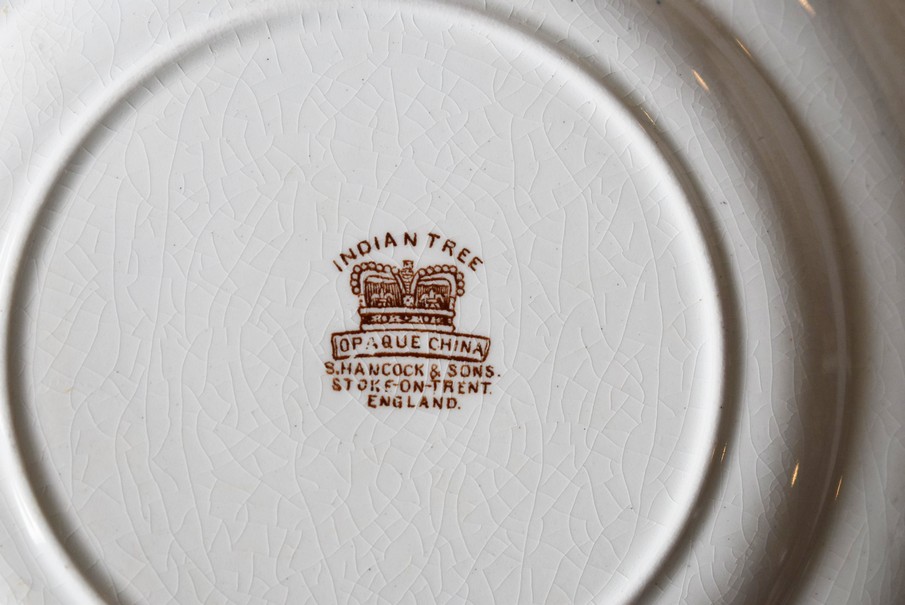 INDIAN TREE
OPAQUE CHINA
S. HANCOCK & SONS.
STOKE-ON-TRENT.
ENGLAND.